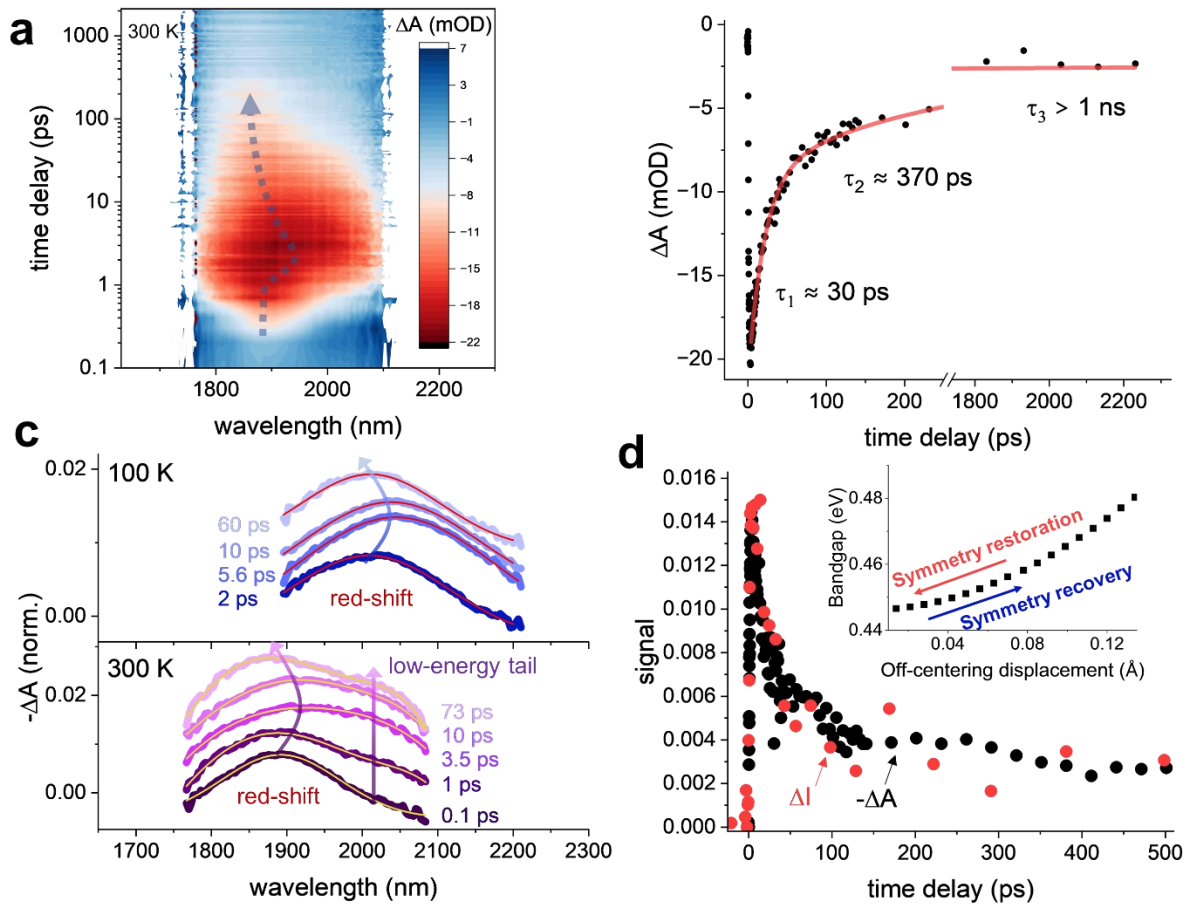 a
300 K
ΔA (mOD)
7
3
-1
-4
-8
-11
-15
-18
-22
1000
100
10
1
0.1
time delay (ps)
1800 2000 2200
wavelength (nm)
0
−5
−10
−15
−20
ΔA (mOD)
τ3 > 1 ns
τ2 ≈ 370 ps
τ1 ≈ 30 ps
0 100 200 1800 2000 2200
time delay (ps)
c
100 K
0.02
0.00
60 ps
10 ps
5.6 ps
2 ps
red-shift
-ΔA (norm.)
300 K
low-energy tail
0.02
0.00
73 ps
10 ps
3.5 ps
1 ps
0.1 ps
red-shift
1700 1800 1900 2000 2100 2200 2300
wavelength (nm)
d
0.016
0.014
0.012
0.010
0.008
0.006
0.004
0.002
0.000
signal
0.48
0.46
0.44
Bandgap (eV)
Symmetry restoration
Symmetry recovery
0.04 0.08 0.12
Off-centering displacement (Å)
ΔI
-ΔA
0 100 200 300 400 500
time delay (ps)